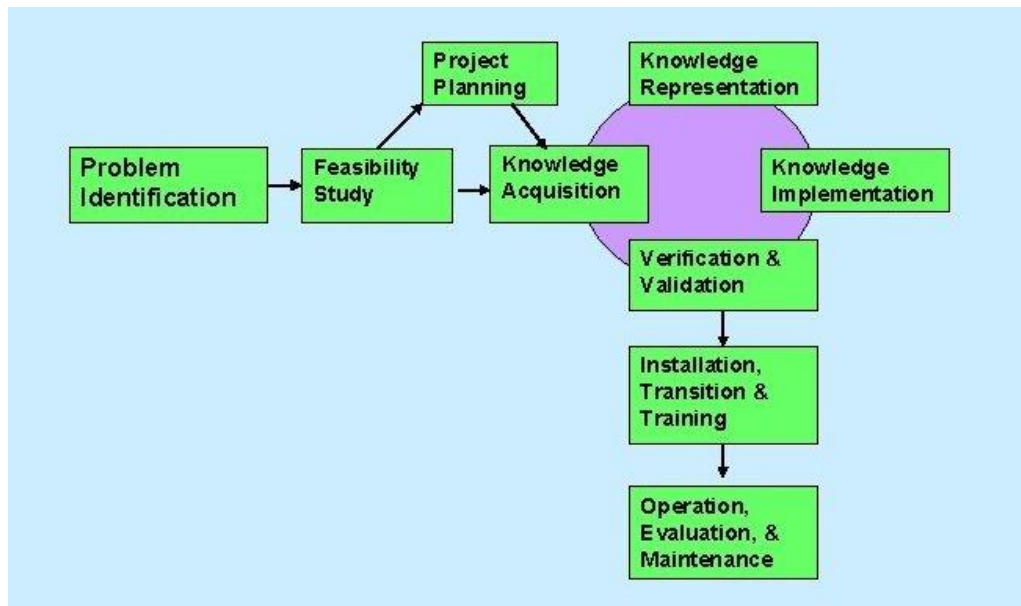 Project
Planning
Knowledge
Representation
Problem
Identification
Feasibility
Study
Knowledge
Acquisition
Knowledge
Implementation
Verification &
Validation
Installation,
Transition &
Training
Operation,
Evaluation, &
Maintenance